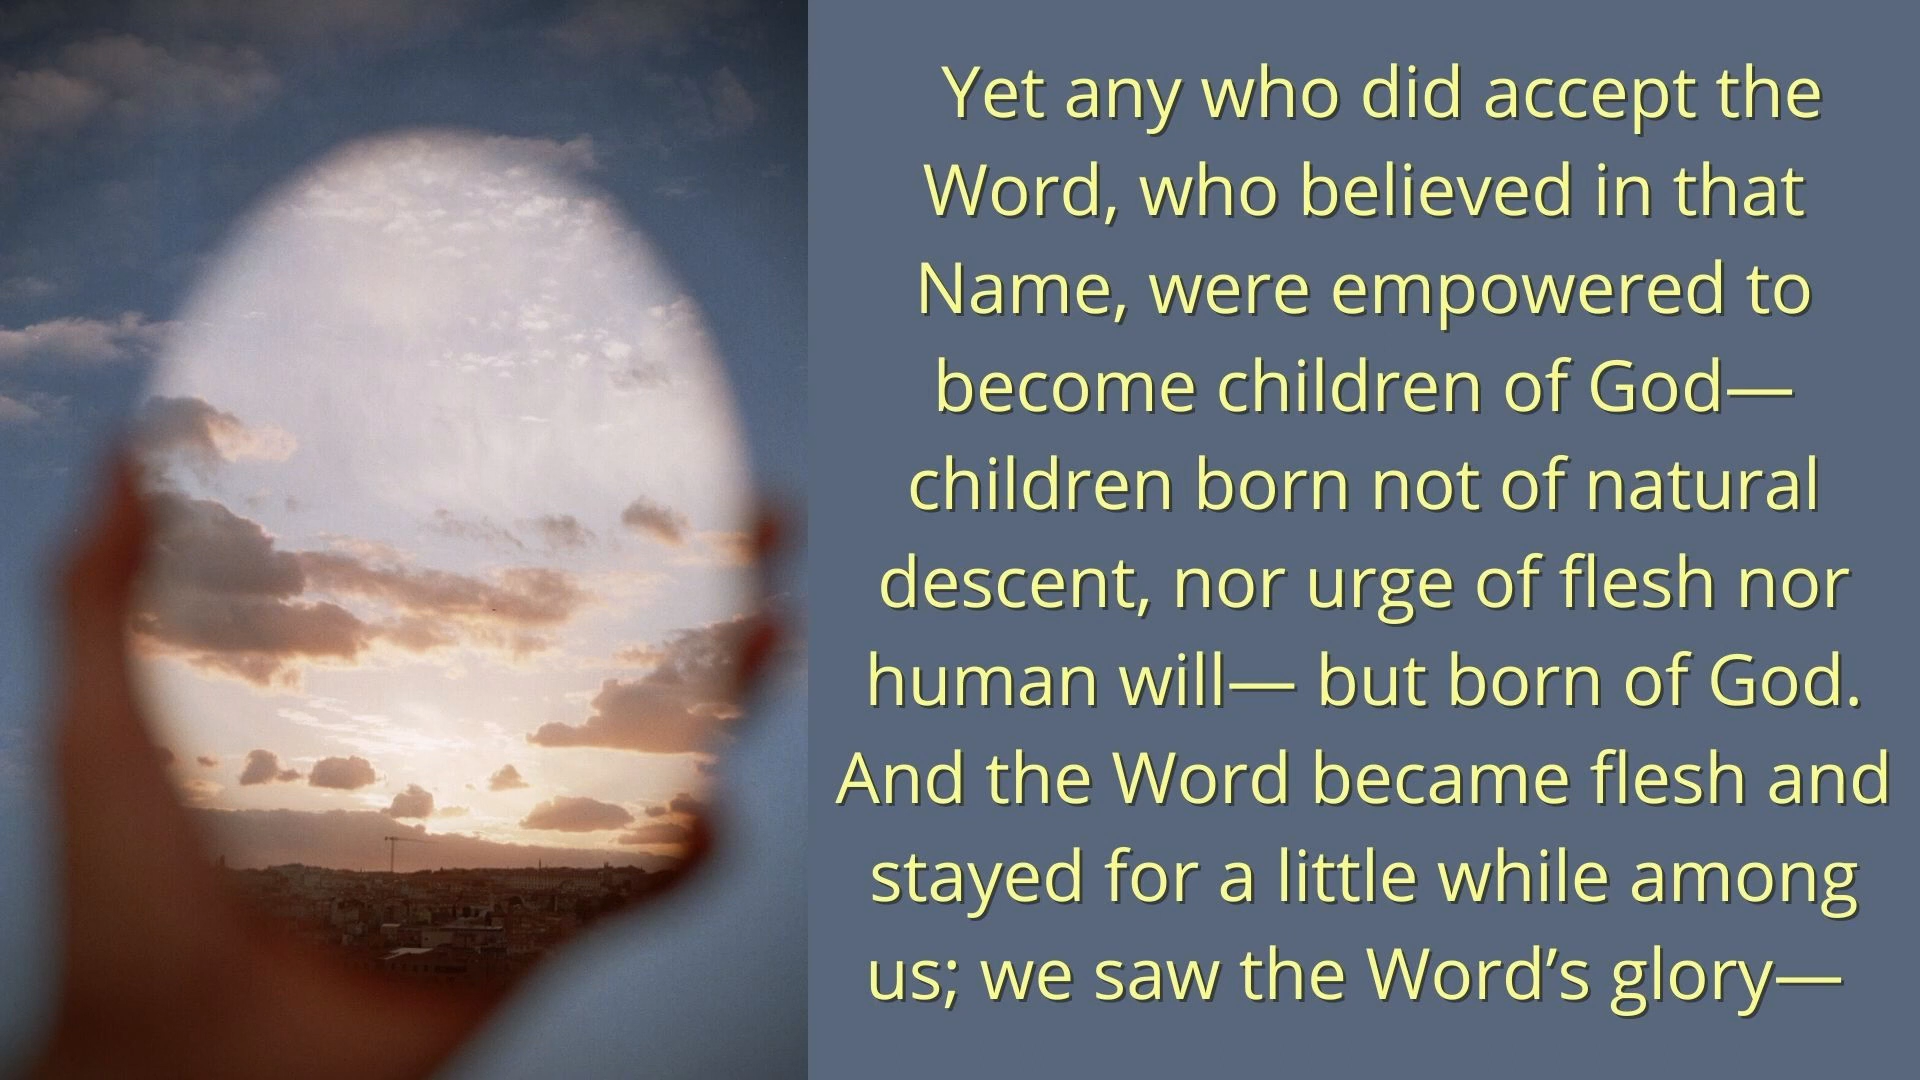 Yet any who did accept the
Word, who believed in that
Name, were empowered to
become children of God—
children born not of natural
descent, nor urge of flesh nor
human will— but born of God.
And the Word became flesh and
stayed for a little while among
us; we saw the Word’s glory—